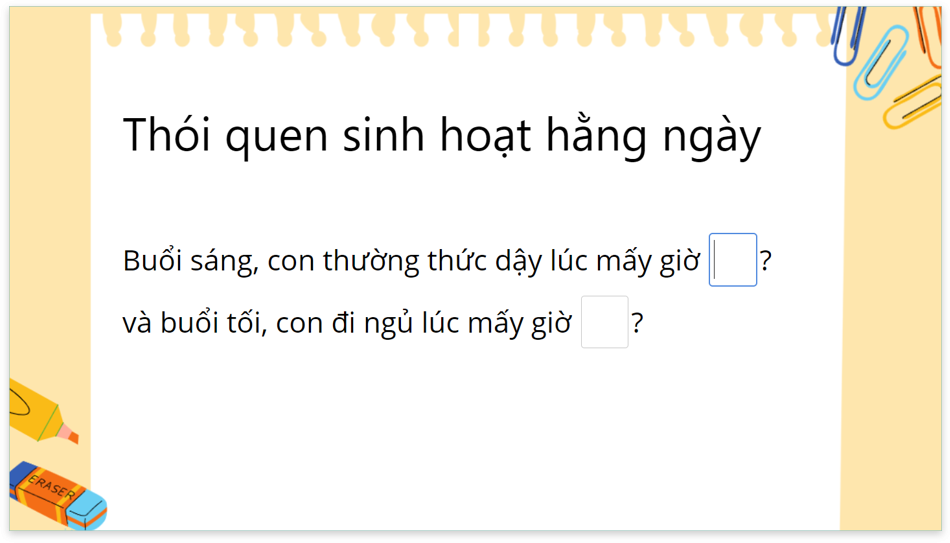 Thói quen sinh hoạt hằng ngày
Buổi sáng, con thường thức dậy lúc mấy giờ ?
và buổi tối, con đi ngủ lúc mấy giờ ?
ERASER